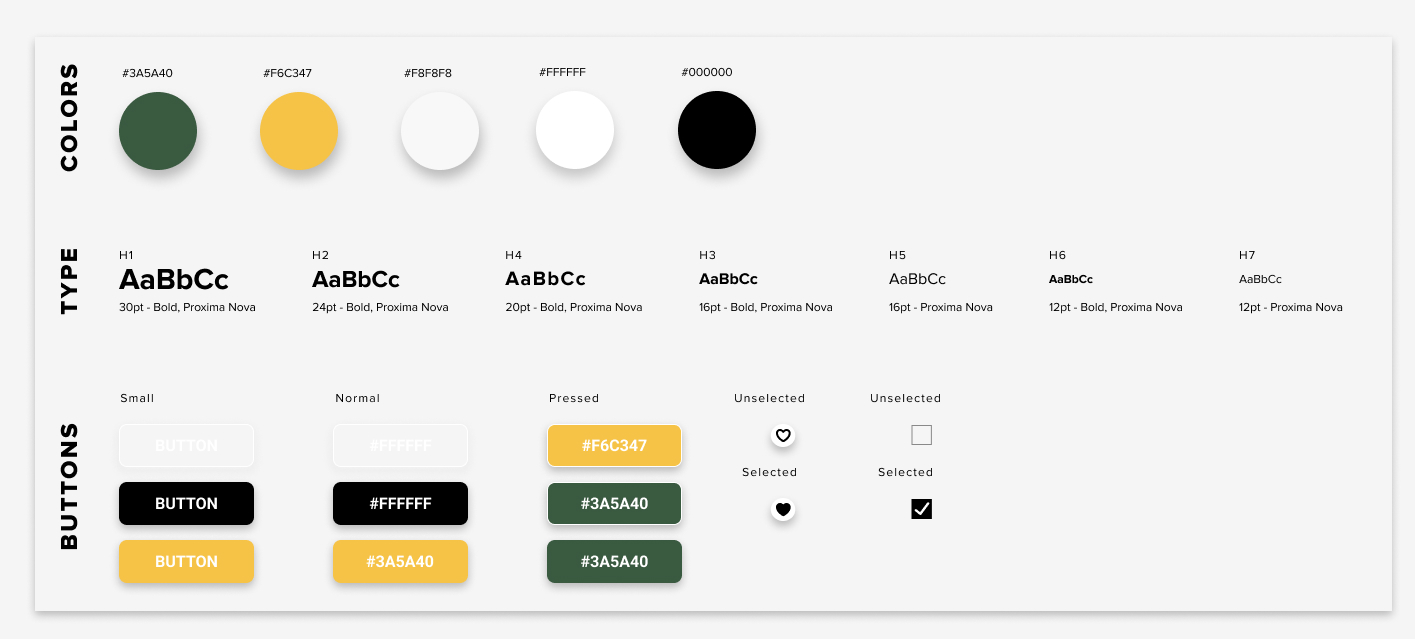 COLORS
#3A5A40
#F6C347
#F8F8F8
#FFFFFF
#000000
TYPE
H1
AaBbCc
30pt - Bold, Proxima Nova
H2
AaBbCc
24pt - Bold, Proxima Nova
H4
AaBbCc
20pt - Bold, Proxima Nova
H3
AaBbCc
16pt - Bold, Proxima Nova
H5
AaBbCc
16pt - Proxima Nova
H6
AaBbCc
12pt - Bold, Proxima Nova
H7
AaBbCc
12pt - Proxima Nova
BUTTONS
Small
BUTTON
BUTTON
BUTTON
Normal
#FFFFFF
#FFFFFF
#3A5A40
Pressed
#F6C347
#3A5A40
#3A5A40
Unselected
Selected
Unselected
Selected